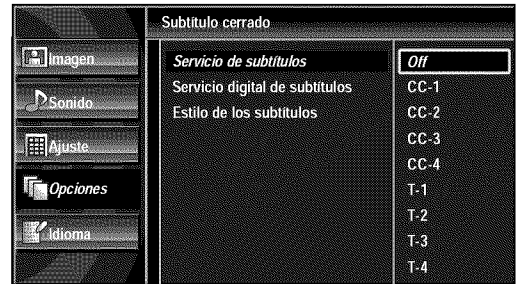 Subtítulo cerrado
Imagen
Sonido
Ajuste
Opciones
Idioma
Servicio de subtítulos
Servicio digital de subtítulos
Estilo de los subtítulos
Off
CC-1
CC-2
CC-3
CC-4
T-1
T-2
T-3
T-4